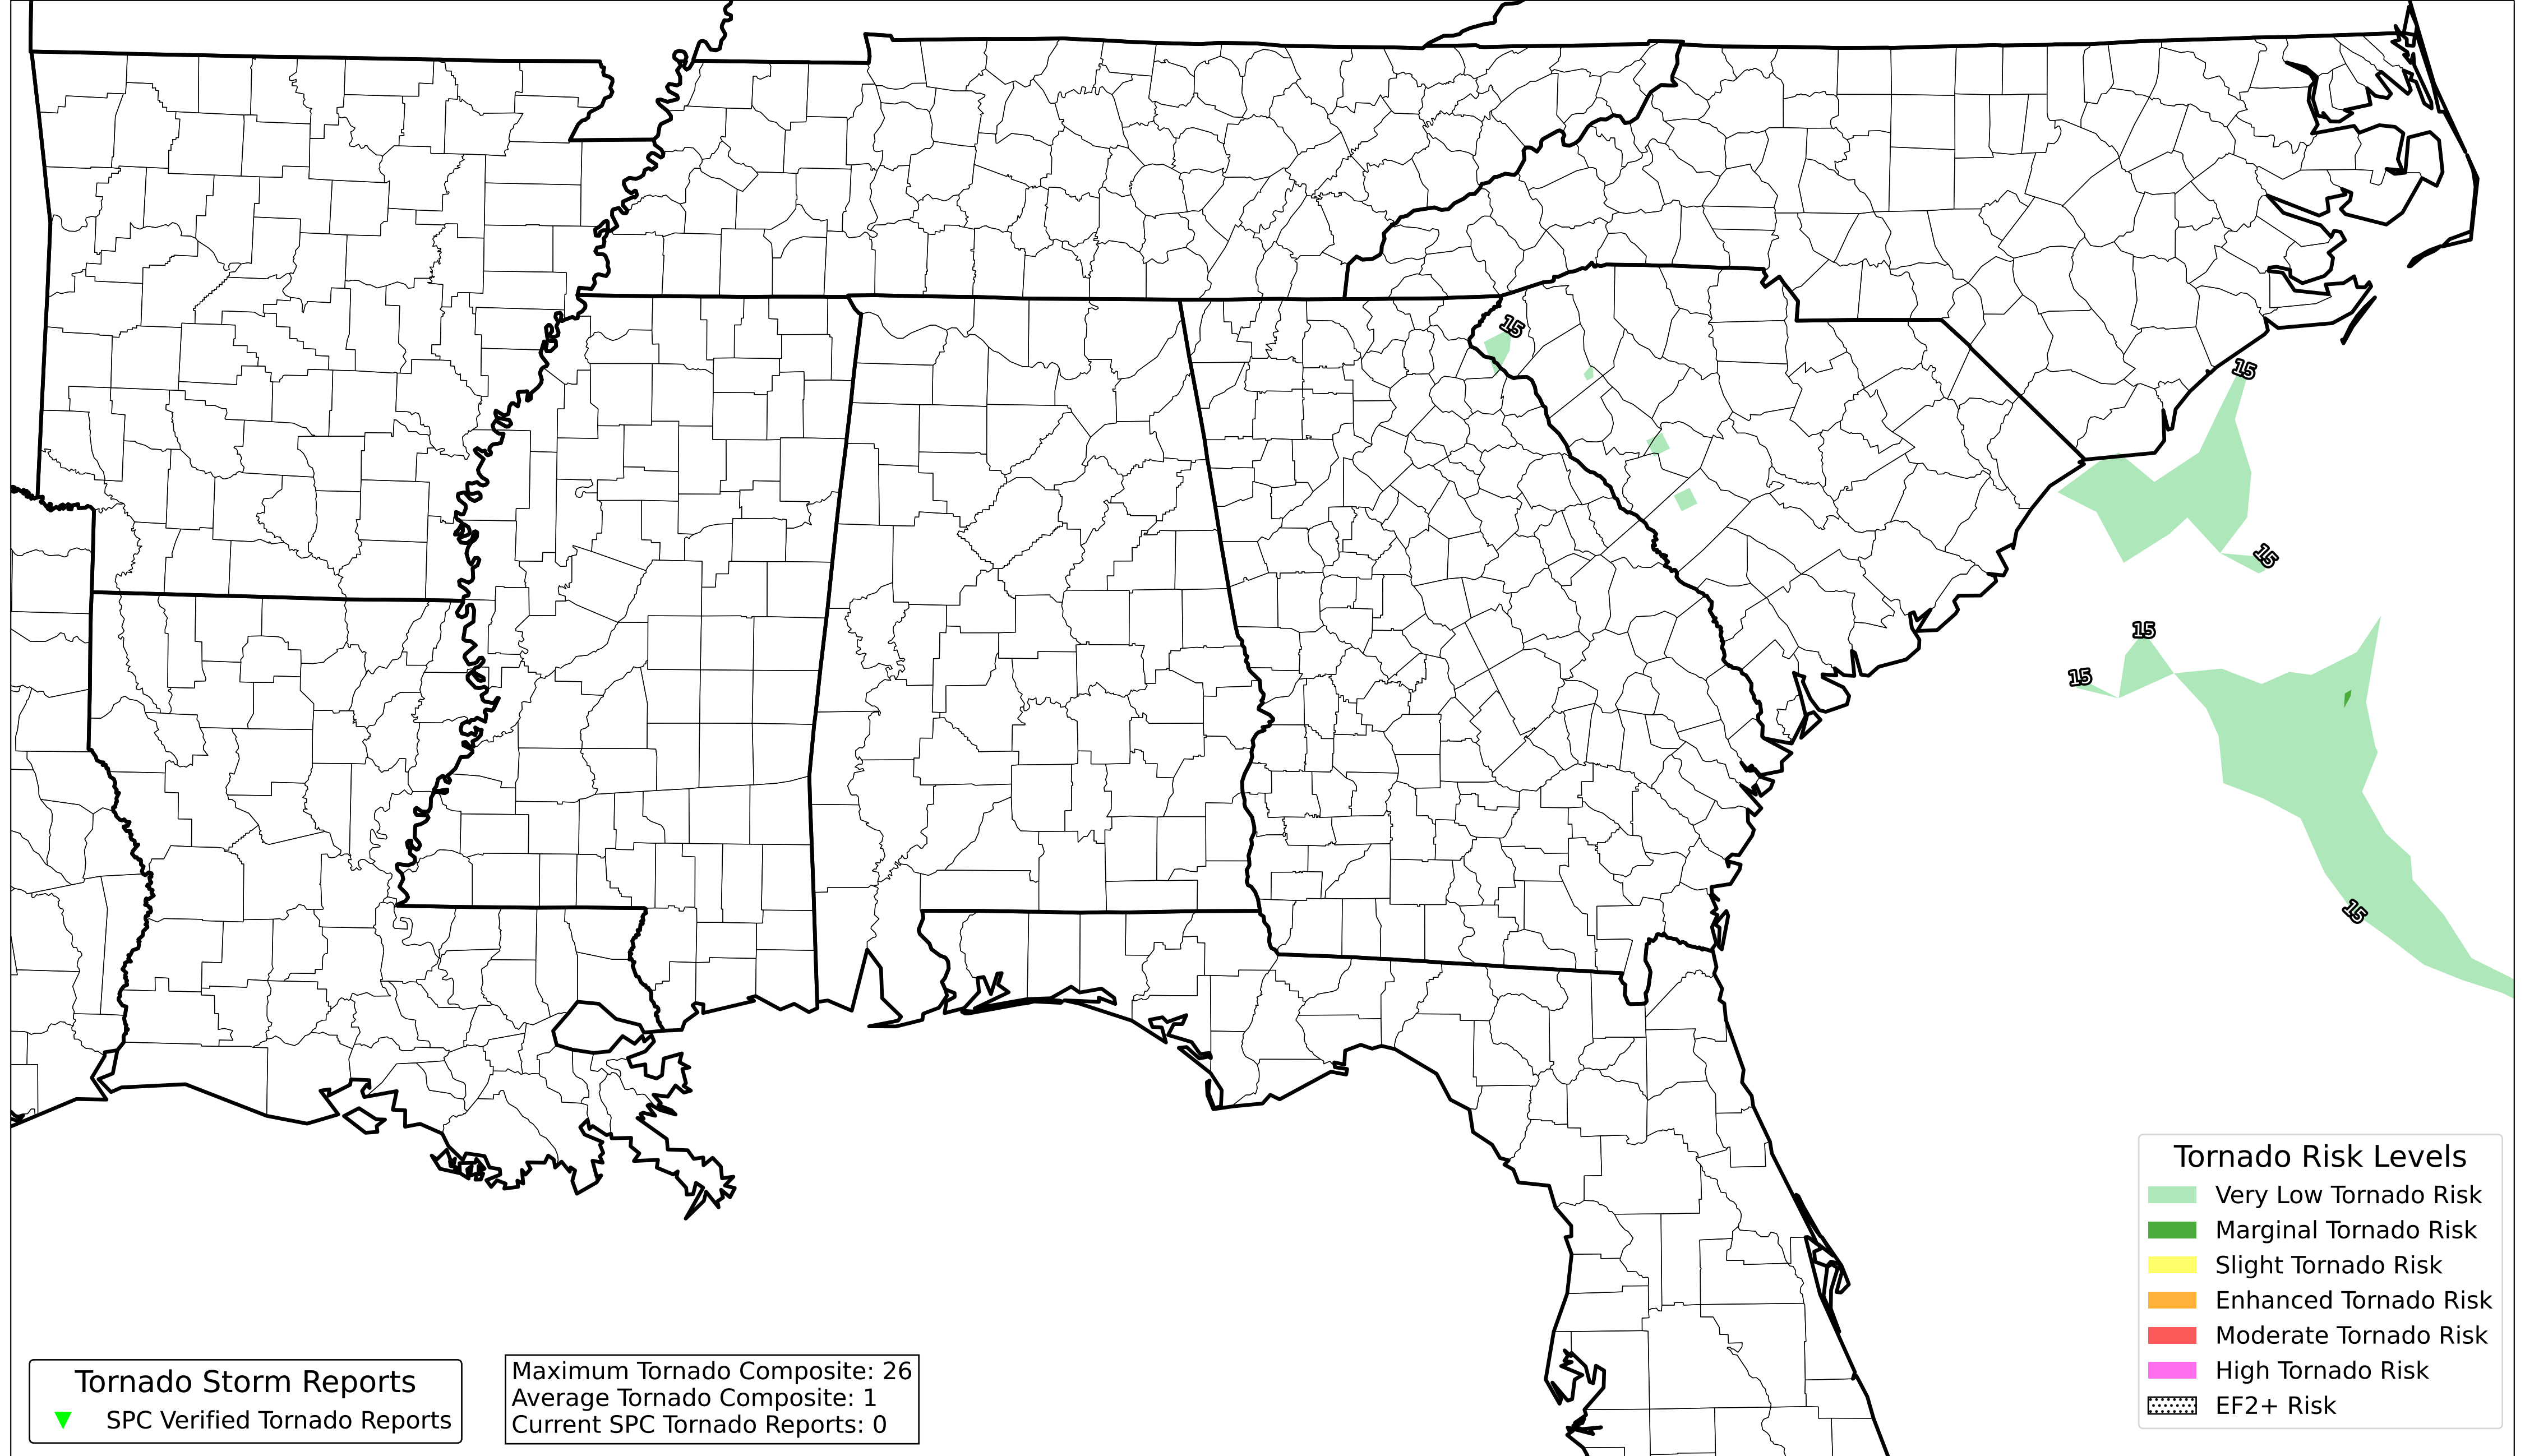 15
15
15
15
15
15
Tornado Risk Levels
Very Low Tornado Risk
Marginal Tornado Risk
Slight Tornado Risk
Enhanced Tornado Risk
Moderate Tornado Risk
High Tornado Risk
EF2+ Risk
Tornado Storm Reports
SPC Verified Tornado Reports
Maximum Tornado Composite: 26
Average Tornado Composite: 1
Current SPC Tornado Reports: 0